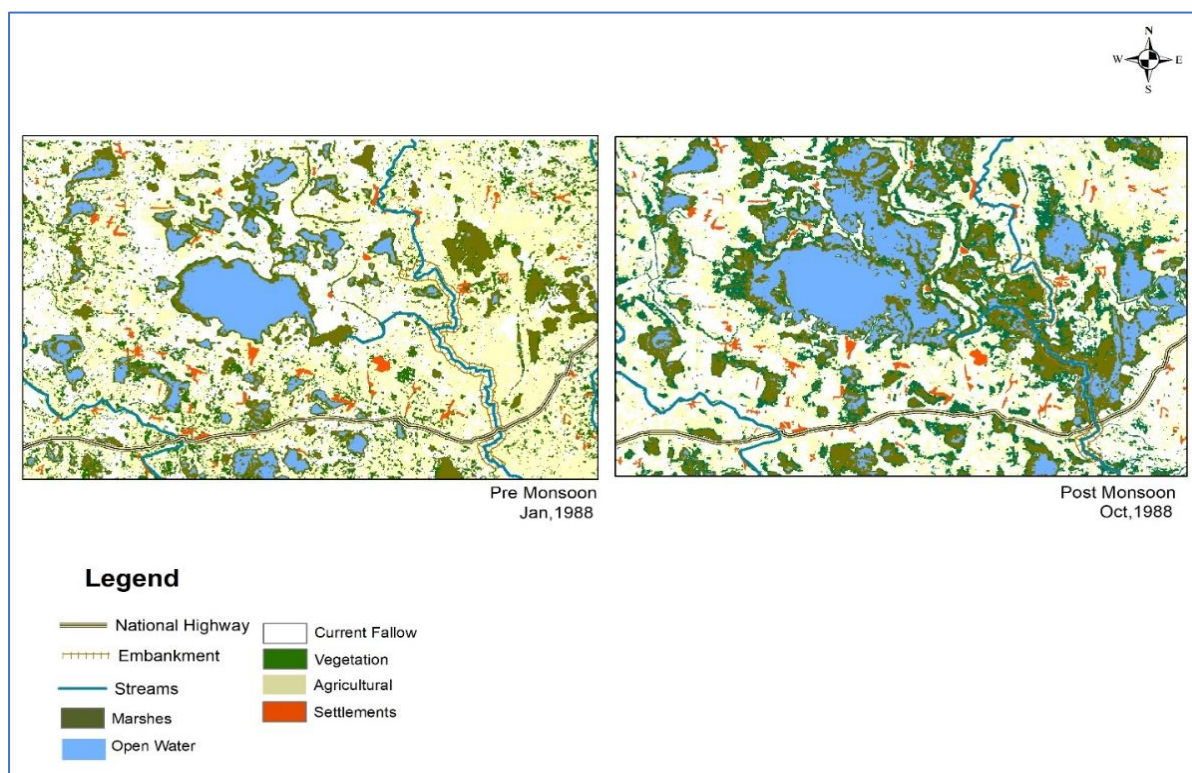 N
W E
S
Pre Monsoon
Jan,1988
Post Monsoon
Oct,1988
Legend
National Highway
Embankment
Streams
Marshes
Open Water
Current Fallow
Vegetation
Agricultural
Settlements